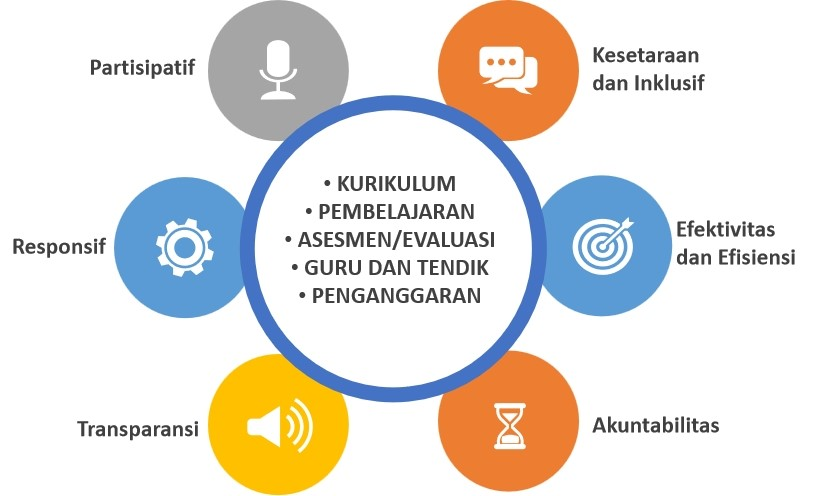 Partisipatif
Kesetaraan
dan Inklusif
• KURIKULUM
• PEMBELAJARAN
• ASESMEN/EVALUASI
• GURU DAN TENDIK
• PENGANGGARAN
Responsif
Efektivitas
dan Efisiensi
Transparansi
Akuntabilitas